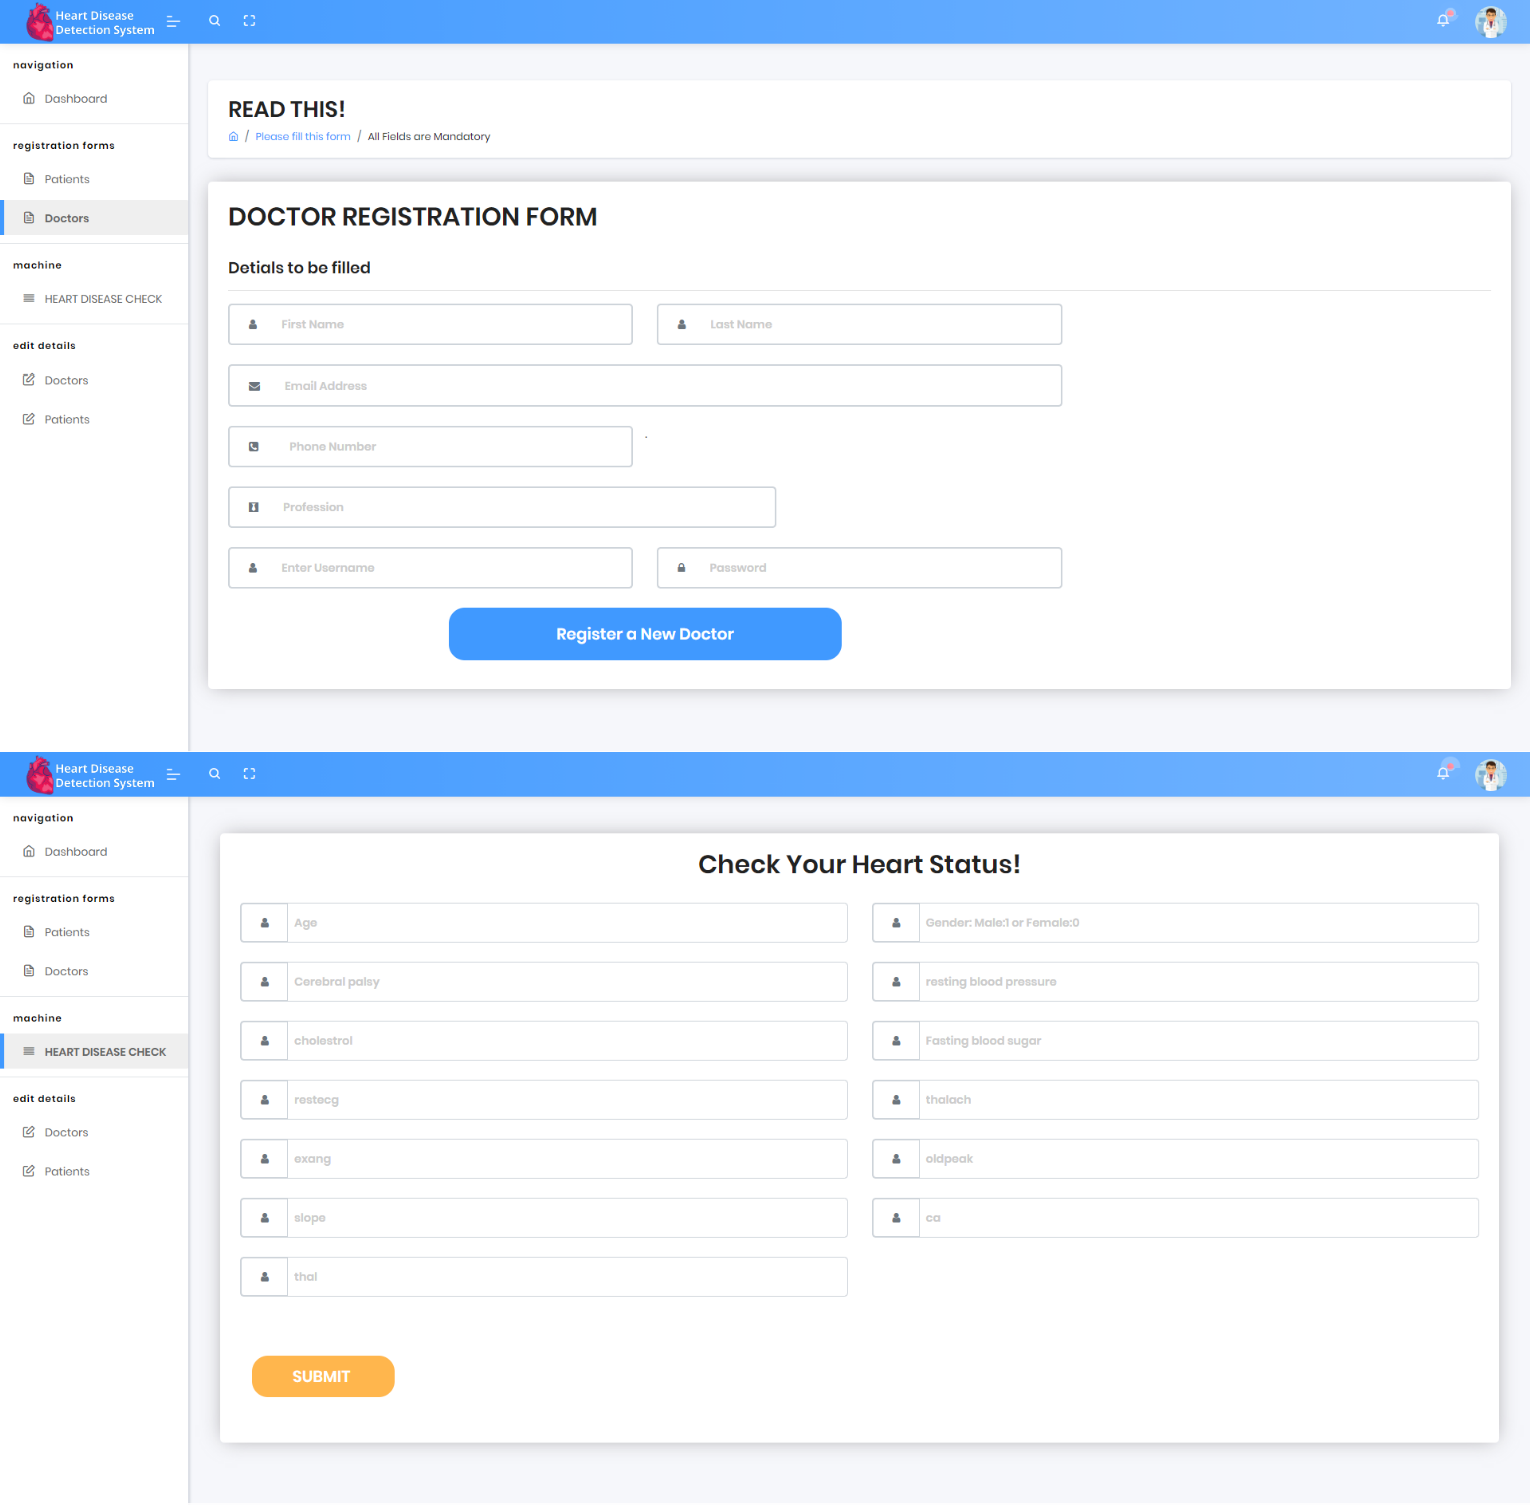 Heart Disease
Detection System
navigation
Dashboard
registration forms
Patients
Doctors
machine
HEART DISEASE CHECK
edit details
Doctors
Patients
READ THIS!
/ Please fill this form / All Fields are Mandatory
DOCTOR REGISTRATION FORM
Detials to be filled
First Name
Last Name
Email Address
Phone Number
.
Profession
Enter Username
Password
Register a New Doctor
Heart Disease
Detection System
navigation
Dashboard
registration forms
Patients
Doctors
machine
HEART DISEASE CHECK
edit details
Doctors
Patients
Check Your Heart Status!
Age
Gender: Male:1 or Female:0
Cerebral palsy
resting blood pressure
cholestrol
Fasting blood sugar
restecg
thalach
exang
oldpeak
slope
ca
thal
SUBMIT